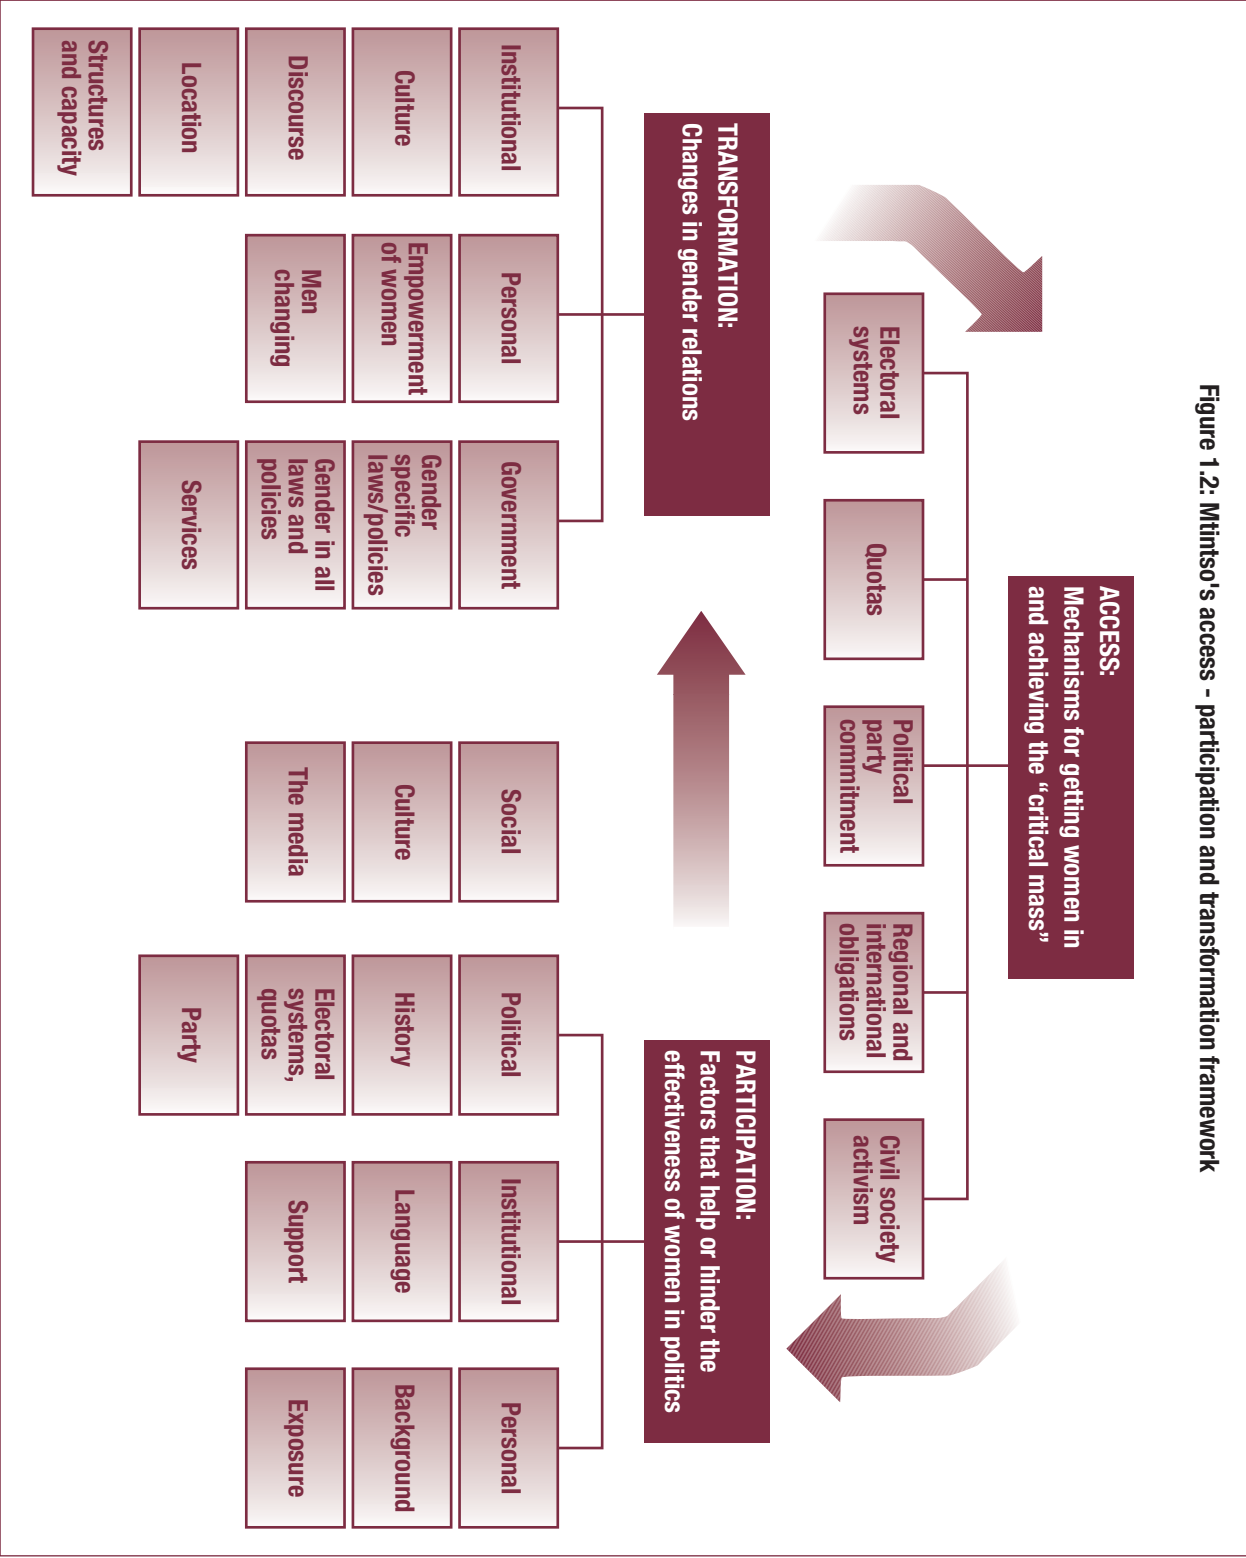 Figure 1.2: Mtintso's access - participation and transformation framework
ACCESS:
Mechanisms for getting women in
and achieving the “critical mass”
Electoral
systems
Quotas
Political
party
commitment
Regional and
international
obligations
Civil society
activism
TRANSFORMATION:
Changes in gender relations
Institutional
Culture
Discourse
Location
Structures
and capacity
Personal
Empowerment
of women
Men
changing
Government
Gender
specific
laws/policies
Gender in all
laws and
policies
Services
PARTICIPATION:
Factors that help or hinder the
effectiveness of women in politics
Social
Culture
The media
Political
History
Electoral
systems,
quotas
Party
Institutional
Language
Support
Personal
Background
Exposure